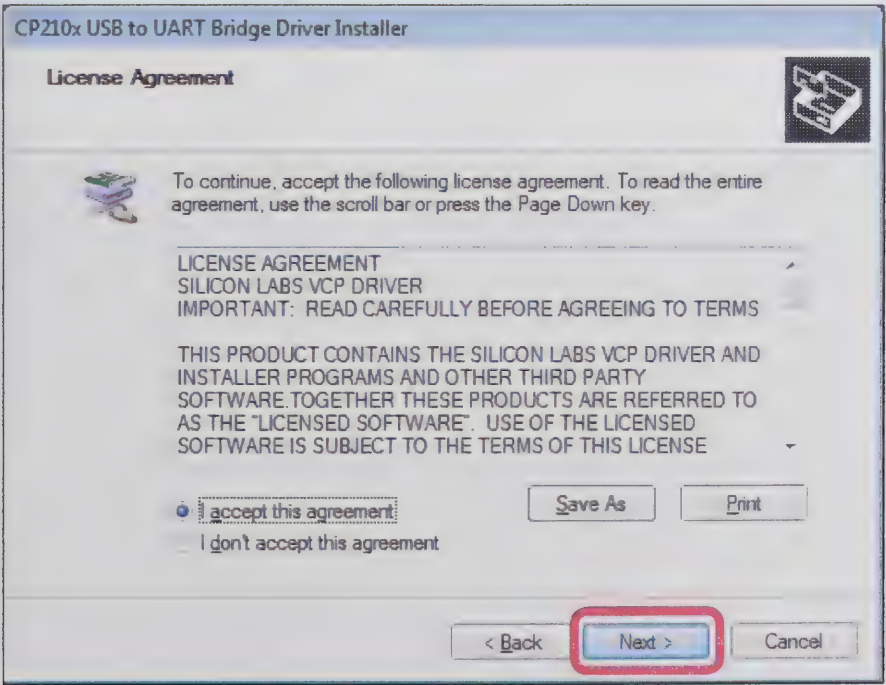 CP210x USB to UART Bridge Driver Installer
License Agreement
To continue, accept the following license agreement. To read the entire
agreement, use the scroll bar or press the Page Down key.
LICENSE AGREEMENT
SILICON LABS VCP DRIVER
IMPORTANT: READ CAREFULLY BEFORE AGREEING TO TERMS
THIS PRODUCT CONTAINS THE SILICON LABS VCP DRIVER AND
INSTALLER PROGRAMS AND OTHER THIRD PARTY
SOFTWARE.TOGETHER THESE PRODUCTS ARE REFERRED TO
AS THE "LICENSED SOFTWARE". USE OF THE LICENSED
SOFTWARE IS SUBJECT TO THE TERMS OF THIS LICENSE
I accept this agreement
Save As
Print
I don't accept this agreement
< Back
Next >
Cancel